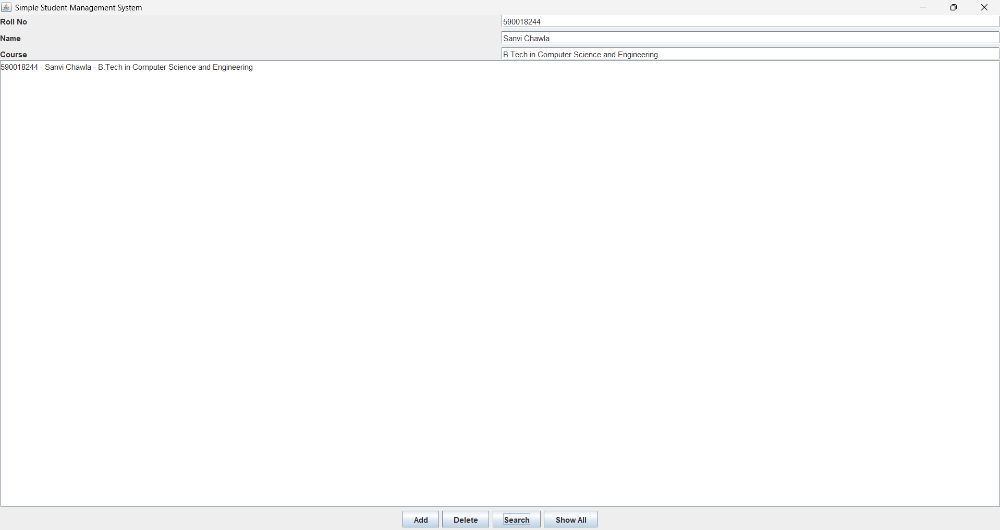 Simple Student Management System
Roll No 590018244
Name Sanvi Chawla
Course B.Tech in Computer Science and Engineering
590018244 - Sanvi Chawla - B.Tech in Computer Science and Engineering
Add Delete Search Show All